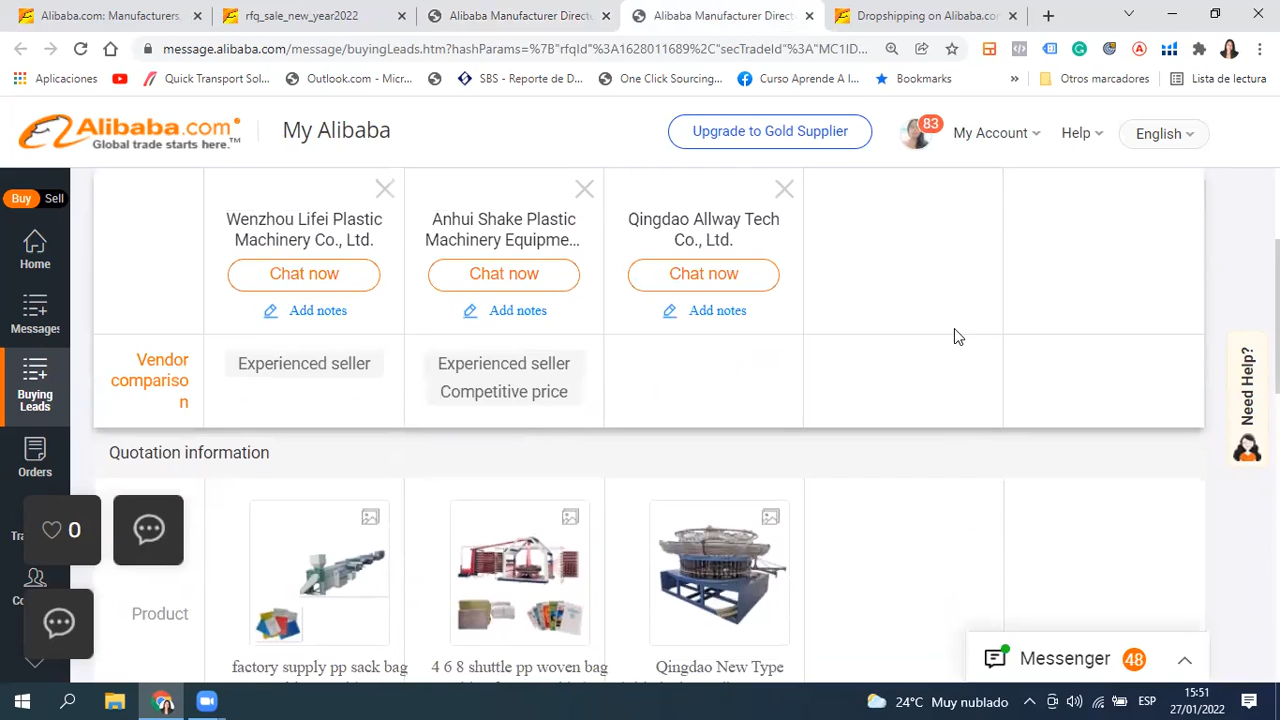 Alibaba.com: Manufacturers,
rfq_sale_new_year2022
Alibaba Manufacturer Direct
Alibaba Manufacturer Direct
Dropshipping on Alibaba.com
message.alibaba.com/message/buyingLeads.htm?hashParams=%7B"rfqId"%3A1628011689%2C"secTradeId"%3A"MC1ID...
Aplicaciones
Quick Transport Sol...
Outlook.com - Micr...
SBS - Reporte de D...
One Click Sourcing...
Curso Aprende A I...
Bookmarks
»
Otros marcadores
Lista de lectura
Alibaba.com
Global trade starts here.™
My Alibaba
Upgrade to Gold Supplier
83
My Account
Help
English
Buy Sell
Home
Messages
Buying
Leads
Orders
Tra
Co
0
Wenzhou Lifei Plastic
Machinery Co., Ltd.
Chat now
Add notes
Anhui Shake Plastic
Machinery Equipme...
Chat now
Add notes
Qingdao Allway Tech
Co., Ltd.
Chat now
Add notes
Vendor
compariso
n
Experienced seller
Experienced seller
Competitive price
Quotation information
Product
factory supply pp sack bag
4 6 8 shuttle pp woven bag
Qingdao New Type
Need Help?
Messenger 48
24°C Muy nublado
ESP
15:51
27/01/2022